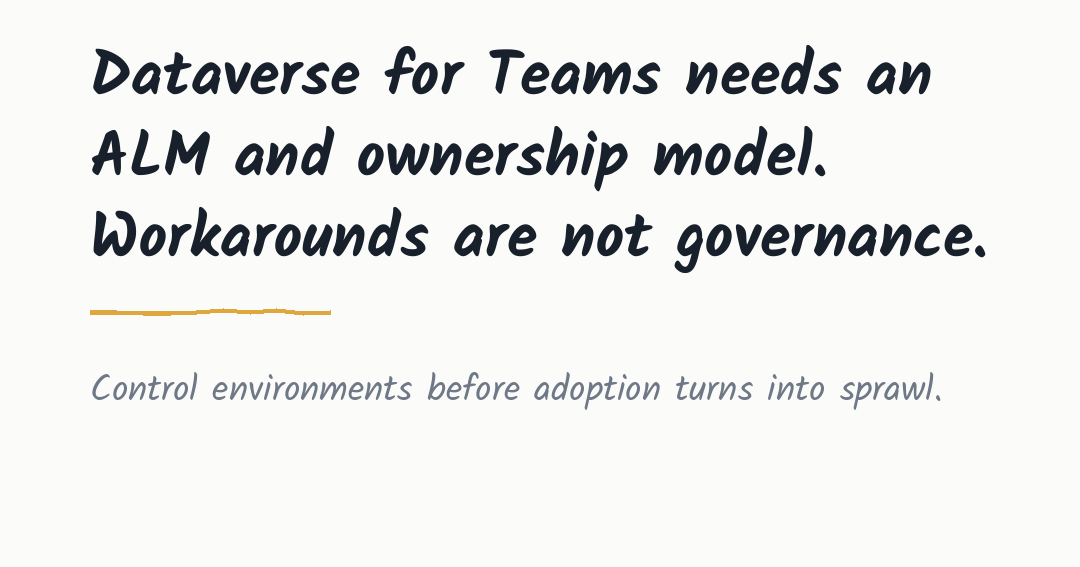 Dataverse for Teams needs an
ALM and ownership model.
Workarounds are not governance.
Control environments before adoption turns into sprawl.